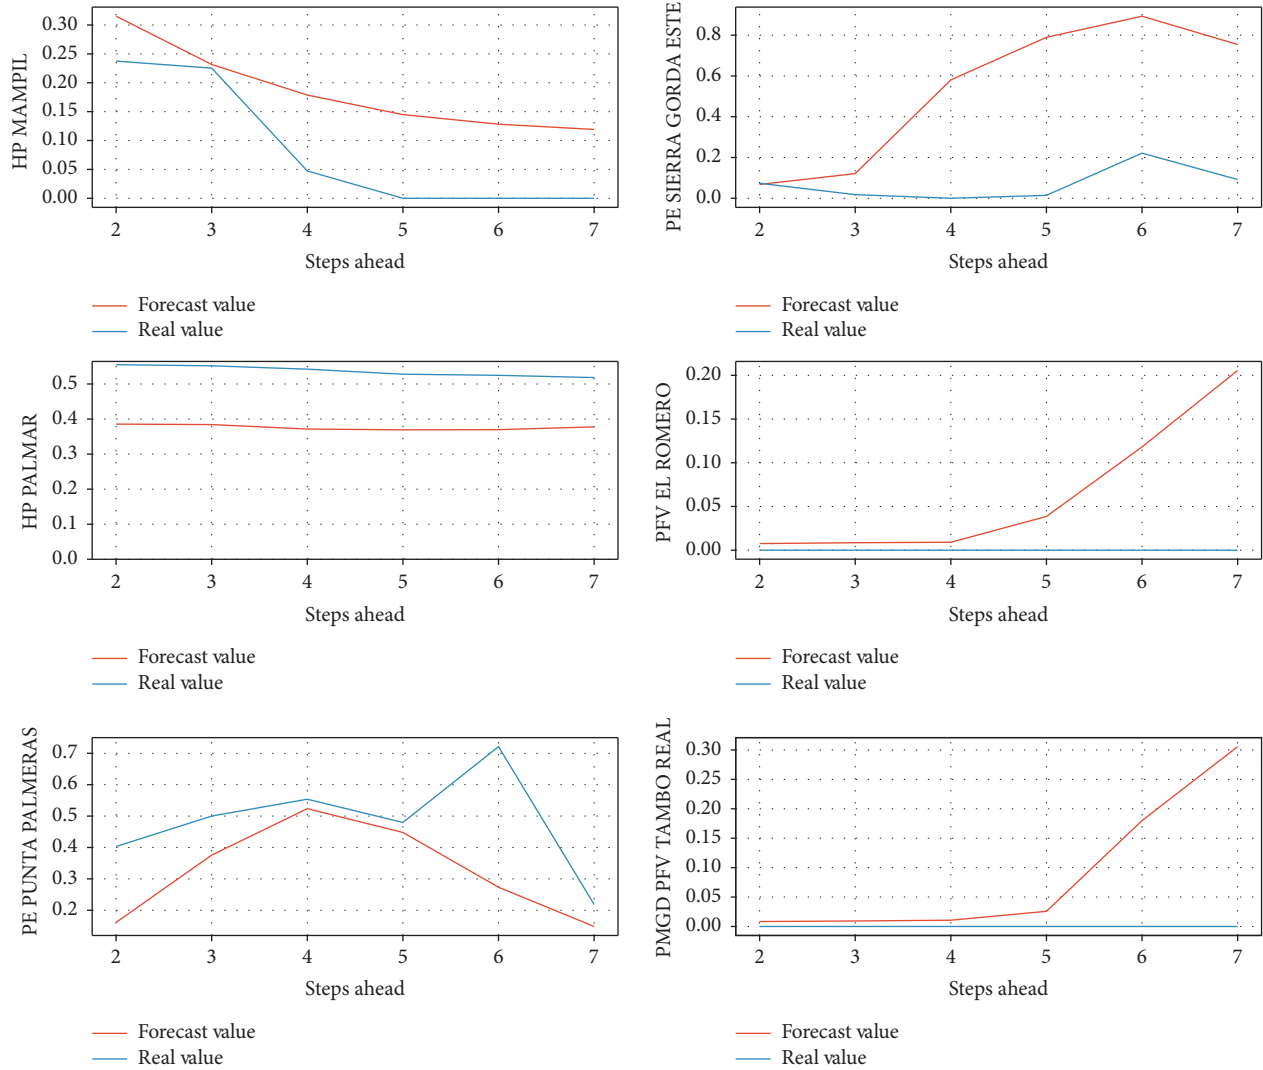 HP MAMPIL
0.30
0.25
0.20
0.15
0.10
0.05
0.00
2 3 4 5 6 7
Steps ahead
Forecast value
Real value
PE SIERRA GORDA ESTE
0.8
0.6
0.4
0.2
0.0
2 3 4 5 6 7
Steps ahead
Forecast value
Real value
HP PALMAR
0.5
0.4
0.3
0.2
0.1
0.0
2 3 4 5 6 7
Steps ahead
Forecast value
Real value
PFV EL ROMERO
0.20
0.15
0.10
0.05
0.00
2 3 4 5 6 7
Steps ahead
Forecast value
Real value
PE PUNTA PALMERAS
0.7
0.6
0.5
0.4
0.3
0.2
2 3 4 5 6 7
Steps ahead
Forecast value
Real value
PMGD PFV TAMBO REAL
0.30
0.25
0.20
0.15
0.10
0.05
0.00
2 3 4 5 6 7
Steps ahead
Forecast value
Real value